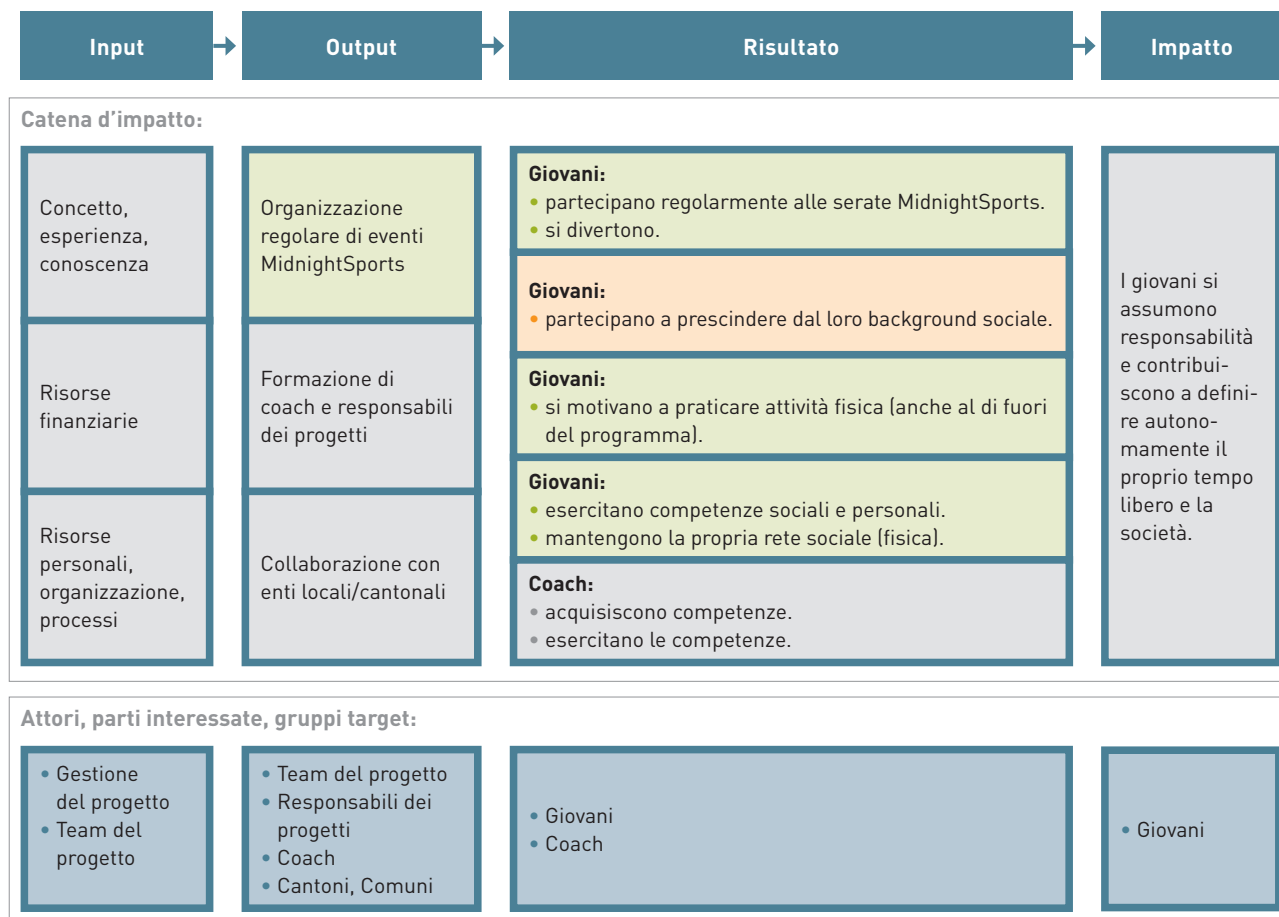 Input
Output
Risultato
Impatto
Catena d’impatto:
Concetto,
esperienza,
conoscenza
Risorse
finanziarie
Risorse
personali,
organizzazione,
processi
Organizzazione
regolare di eventi
MidnightSports
Formazione di
coach e responsabili
dei progetti
Collaborazione con
enti locali/cantonali
Giovani:
• partecipano regolarmente alle serate MidnightSports.
• si divertono.
Giovani:
• partecipano a prescindere dal loro background sociale.
Giovani:
• si motivano a praticare attività fisica (anche al di fuori
del programma).
Giovani:
• esercitano competenze sociali e personali.
• mantengono la propria rete sociale (fisica).
Coach:
• acquisiscono competenze.
• esercitano le competenze.
I giovani si
assumono
responsabilità
e contribui-
scono a defini-
re autono-
mamente il
proprio tempo
libero e la
società.
Attori, parti interessate, gruppi target:
• Gestione
del progetto
• Team del
progetto
• Team del progetto
• Responsabili dei
progetti
• Coach
• Cantoni, Comuni
• Giovani
• Coach
• Giovani